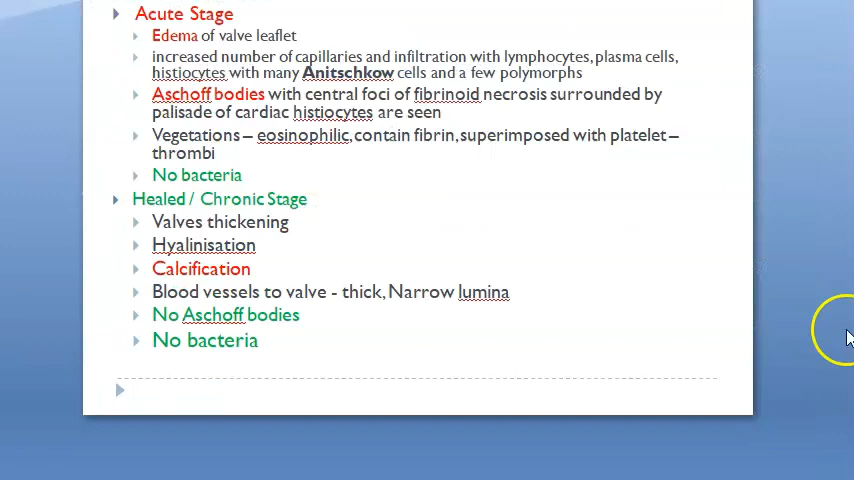 Acute Stage
Edema of valve leaflet
increased number of capillaries and infiltration with lymphocytes, plasma cells,
histiocytes with many Anitschkow cells and a few polymorphs
Aschoff bodies with central foci of fibrinoid necrosis surrounded by
palisade of cardiac histiocytes are seen
Vegetations – eosinophilic, contain fibrin, superimposed with platelet –
thrombi
No bacteria
Healed / Chronic Stage
Valves thickening
Hyalinisation
Calcification
Blood vessels to valve - thick, Narrow lumina
No Aschoff bodies
No bacteria